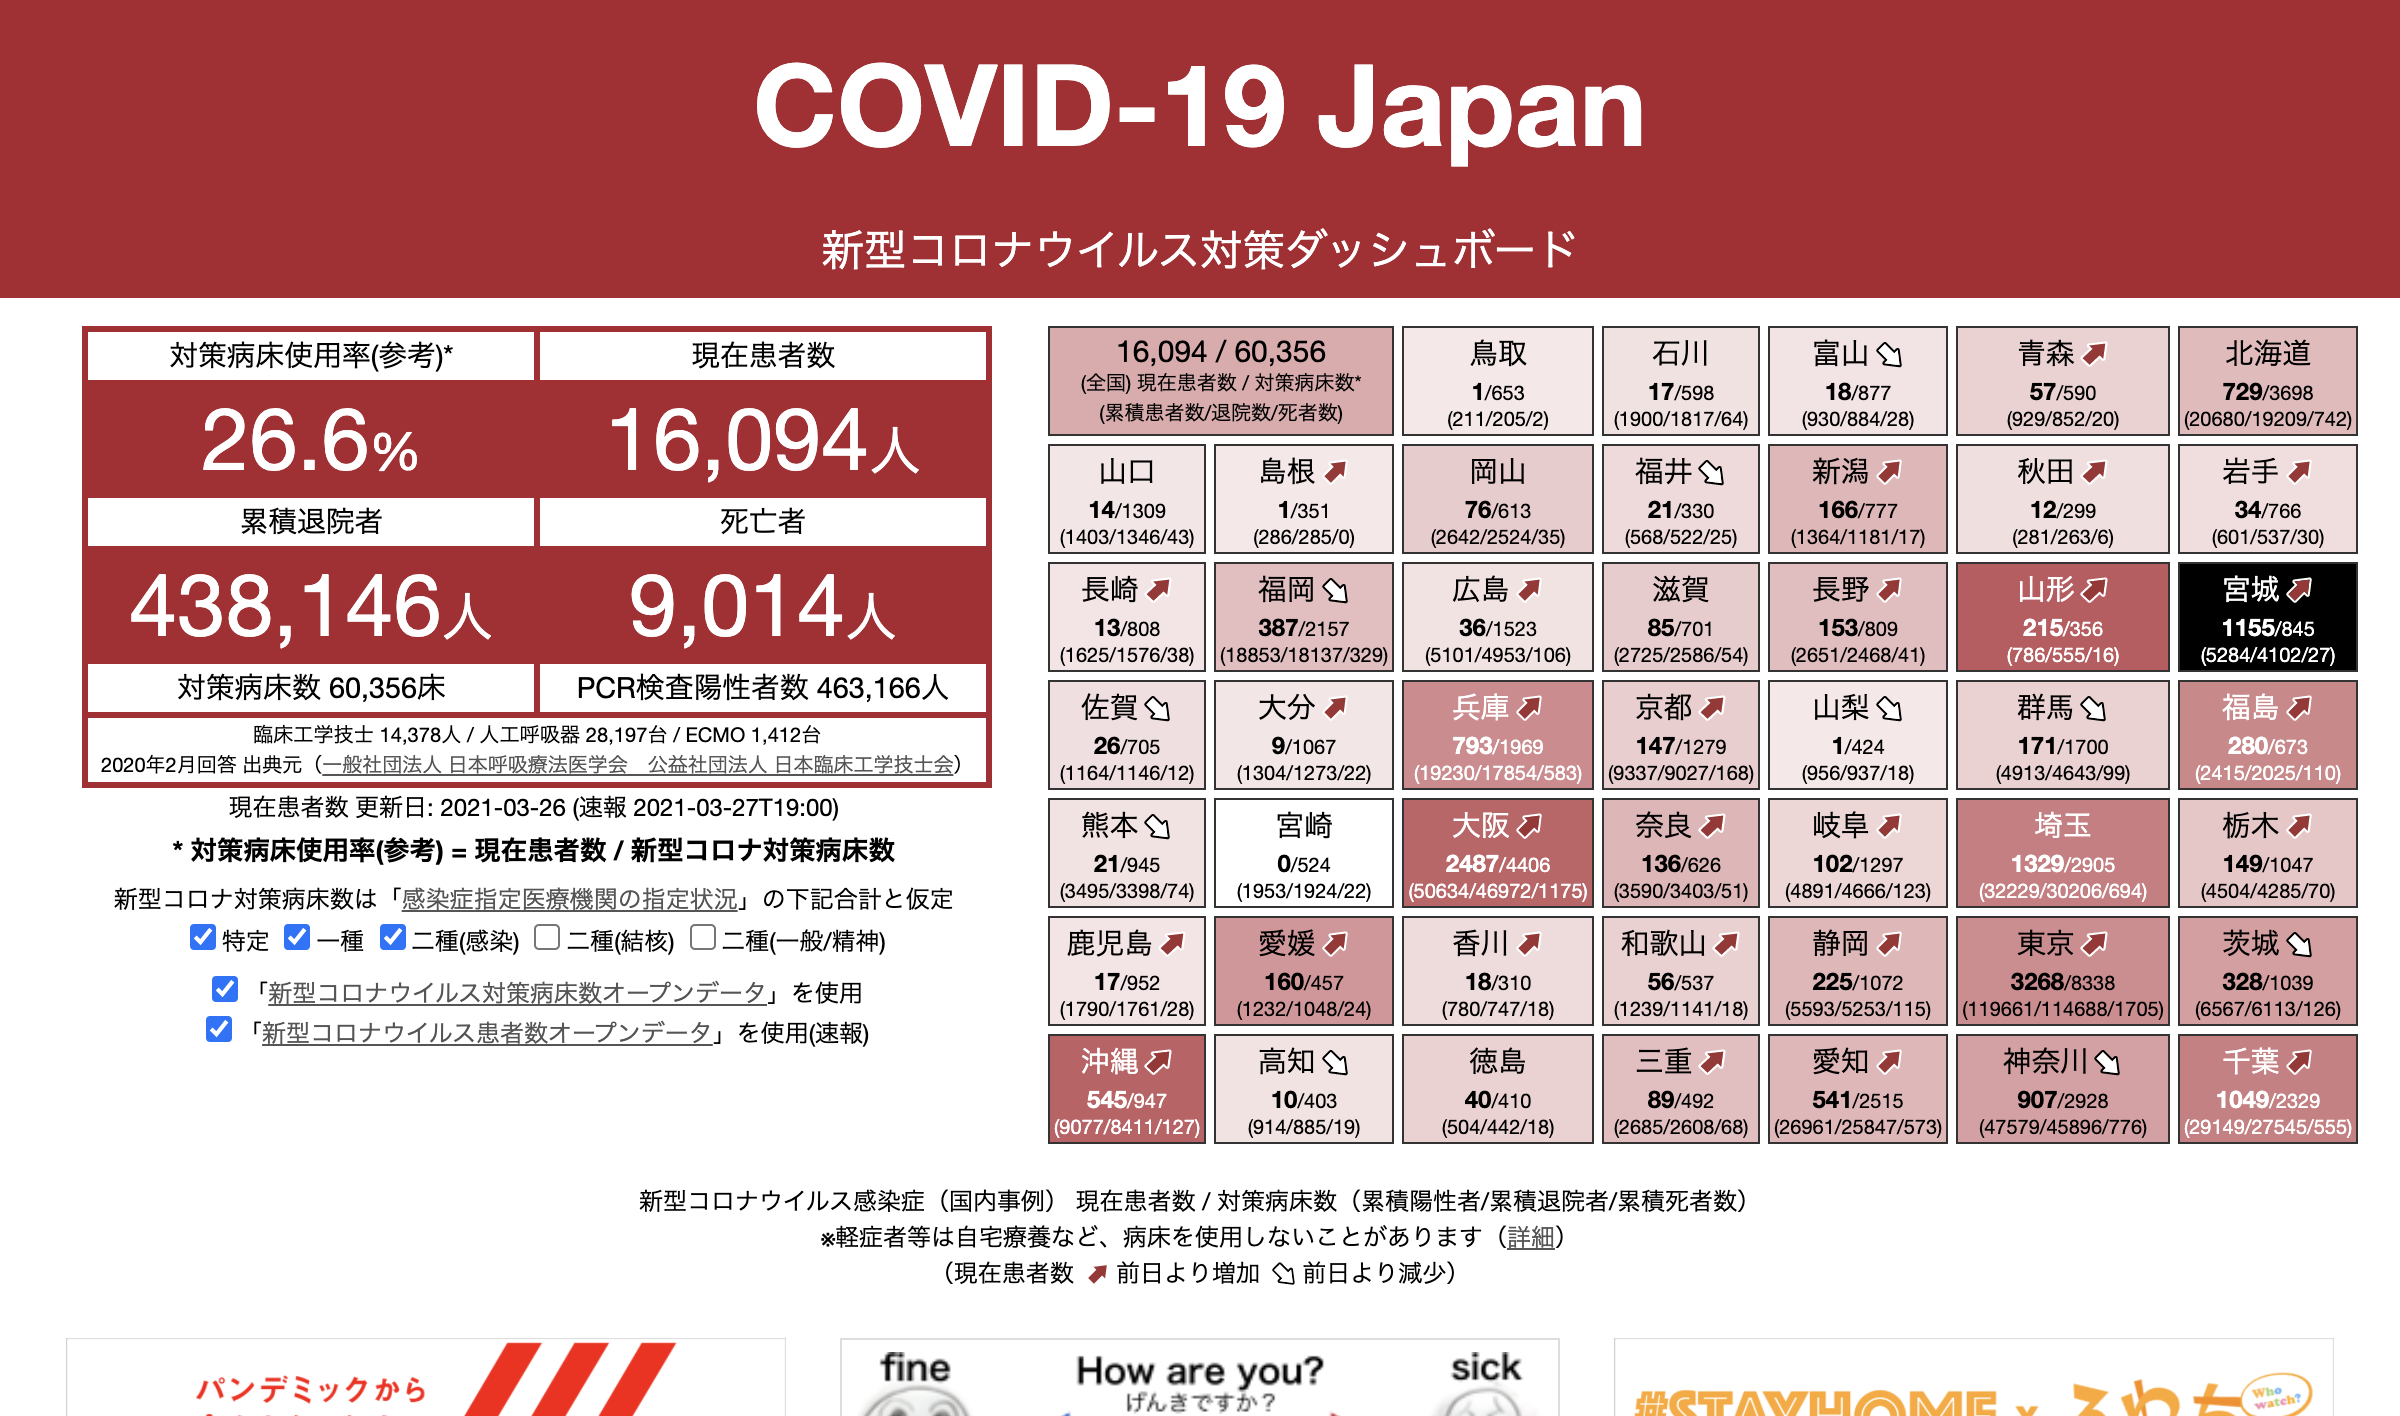 COVID-19 Japan
新型コロナウイルス対策ダッシュボード
対策病床使用率(参考)*
現在患者数
26.6%
16,094人
累積退院者
死亡者
438,146人
9,014人
対策病床数 60,356床
PCR検査陽性者数 463,166人
臨床工学技士 14,378人 / 人工呼吸器 28,197台 / ECMO 1,412台
2020年2月回答 出典元（一般社団法人 日本呼吸療法医学会　公益社団法人 日本臨床工学技士会）
現在患者数 更新日: 2021-03-26 (速報 2021-03-27T19:00)
* 対策病床使用率(参考) = 現在患者数 / 新型コロナ対策病床数
新型コロナ対策病床数は「感染症指定医療機関の指定状況」の下記合計と仮定
特定 一種 二種(感染) 二種(結核) 二種(一般/精神)
「新型コロナウイルス対策病床数オープンデータ」を使用
「新型コロナウイルス患者数オープンデータ」を使用(速報)
16,094 / 60,356
(全国) 現在患者数 / 対策病床数*
(累積患者数/退院数/死者数)
鳥取
1/653
(211/205/2)
石川
17/598
(1900/1817/64)
富山
18/877
(930/884/28)
青森
57/590
(929/852/20)
北海道
729/3698
(20680/19209/742)
山口
14/1309
(1403/1346/43)
島根
1/351
(286/285/0)
岡山
76/613
(2642/2524/35)
福井
21/330
(568/522/25)
新潟
166/777
(1364/1181/17)
秋田
12/299
(281/263/6)
岩手
34/766
(601/537/30)
長崎
13/808
(1625/1576/38)
福岡
387/2157
(18853/18137/329)
広島
36/1523
(5101/4953/106)
滋賀
85/701
(2725/2586/54)
長野
153/809
(2651/2468/41)
山形
215/356
(786/555/16)
宮城
1155/845
(5284/4102/27)
佐賀
26/705
(1164/1146/12)
大分
9/1067
(1304/1273/22)
兵庫
793/1969
(19230/17854/583)
京都
147/1279
(9337/9027/168)
山梨
1/424
(956/937/18)
群馬
171/1700
(4913/4643/99)
福島
280/673
(2415/2025/110)
熊本
21/945
(3495/3398/74)
宮崎
0/524
(1953/1924/22)
大阪
2487/4406
(50634/46972/1175)
奈良
136/626
(3590/3403/51)
岐阜
102/1297
(4891/4666/123)
埼玉
1329/2905
(32229/30206/694)
栃木
149/1047
(4504/4285/70)
鹿児島
17/952
(1790/1761/28)
愛媛
160/457
(1232/1048/24)
香川
18/310
(780/747/18)
和歌山
56/537
(1239/1141/18)
静岡
225/1072
(5593/5253/115)
東京
3268/8338
(119661/114688/1705)
茨城
328/1039
(6567/6113/126)
沖縄
545/947
(9077/8411/127)
高知
10/403
(914/885/19)
徳島
40/410
(504/442/18)
三重
89/492
(2685/2608/68)
愛知
541/2515
(26961/25847/573)
神奈川
907/2928
(47579/45896/776)
千葉
1049/2329
(29149/27545/555)
新型コロナウイルス感染症（国内事例） 現在患者数 / 対策病床数（累積陽性者/累積退院者/累積死者数）
※軽症者等は自宅療養など、病床を使用しないことがあります（詳細）
（現在患者数 前日より増加 前日より減少）
パンデミックから
fine
How are you?
げんきですか？
sick
#STAYHOME x ふわっち
Who watch?